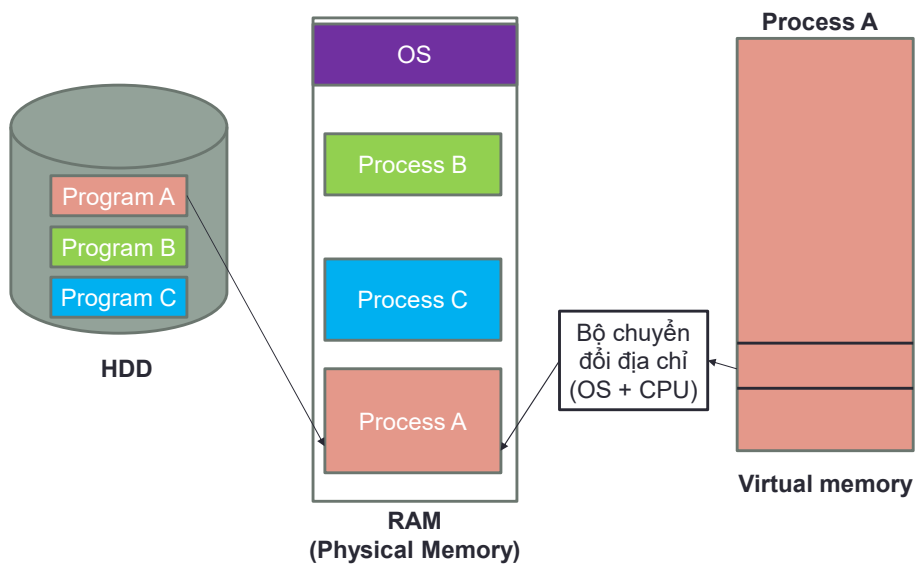 Process A
OS
Process B
Program A
Program B
Program C
HDD
Process C
Process A
RAM
(Physical Memory)
Bộ chuyển
đổi địa chỉ
(OS + CPU)
Virtual memory